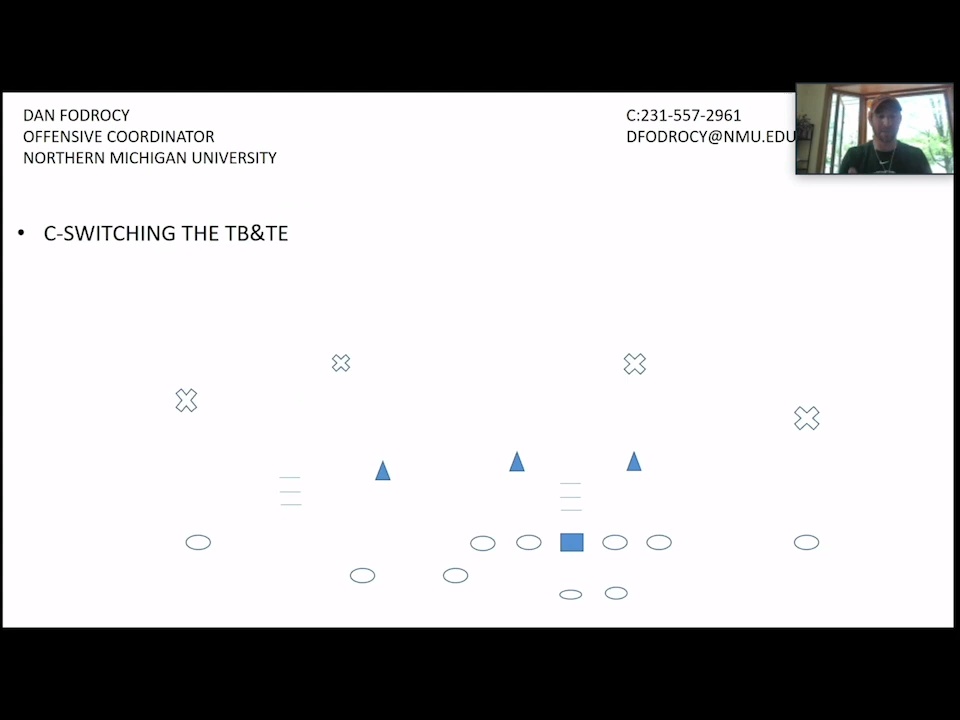 DAN FODROCY
OFFENSIVE COORDINATOR
NORTHERN MICHIGAN UNIVERSITY
C:231-557-2961
DFODROCY@NMU.EDU
• C-SWITCHING THE TB&TE